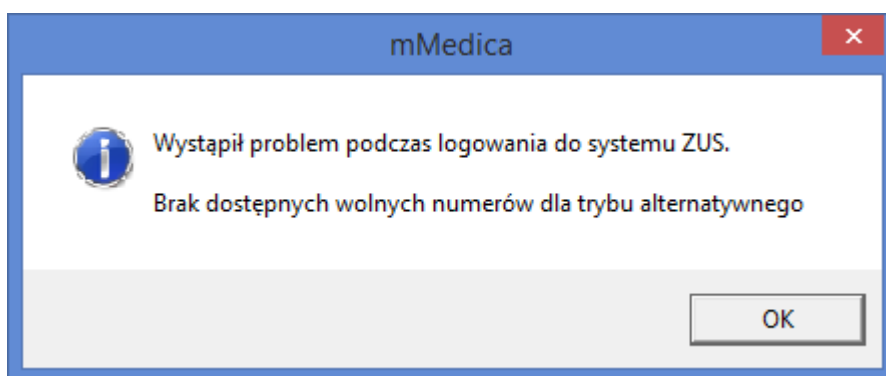 mMedica
Wystąpił problem podczas logowania do systemu ZUS.
Brak dostępnych wolnych numerów dla trybu alternatywnego
OK